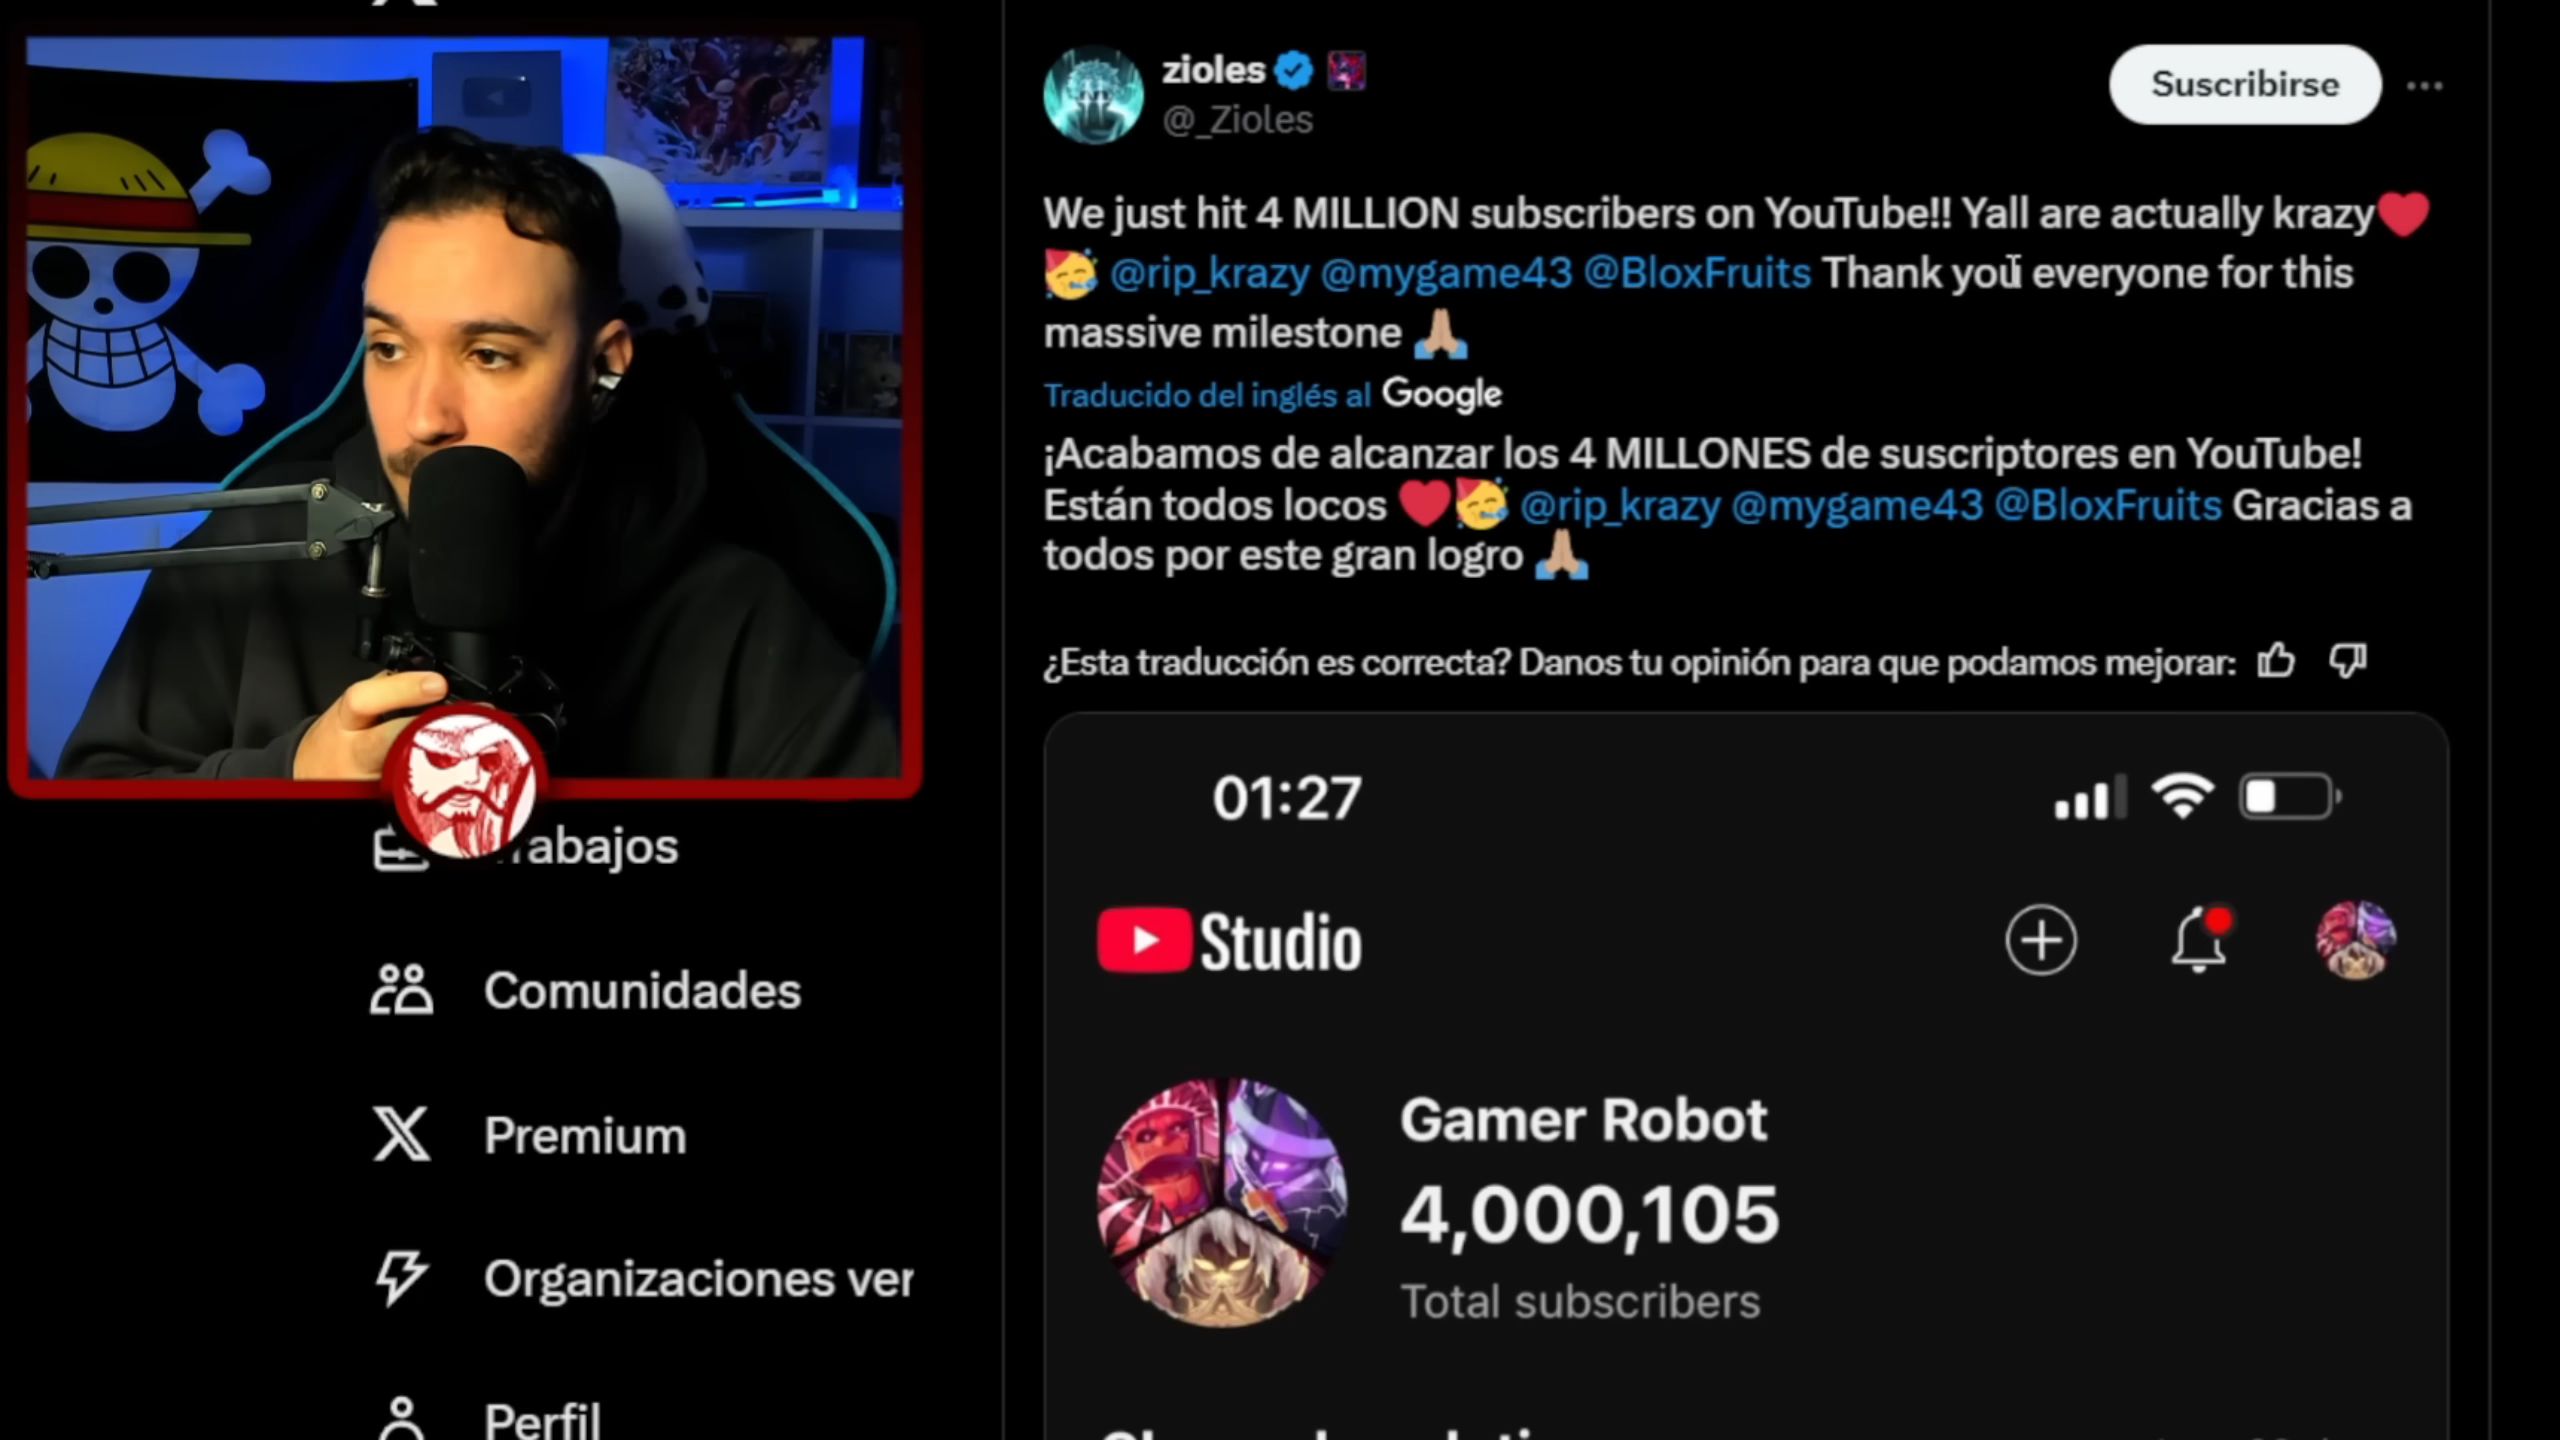 zioles
@_Zioles
Suscribirse
We just hit 4 MILLION subscribers on YouTube!! Yall are actually krazy❤️
🥳 @rip_krazy @mygame43 @BloxFruits Thank you everyone for this
massive milestone 🙏🏼
Traducido del inglés al Google
¡Acabamos de alcanzar los 4 MILLONES de suscriptores en YouTube!
Están todos locos ❤️🥳 @rip_krazy @mygame43 @BloxFruits Gracias a
todos por este gran logro 🙏🏼
¿Esta traducción es correcta? Danos tu opinión para que podamos mejorar:
01:27
Studio
Gamer Robot
4,000,105
Total subscribers
Trabajos
Comunidades
Premium
Organizaciones ver
Perfil